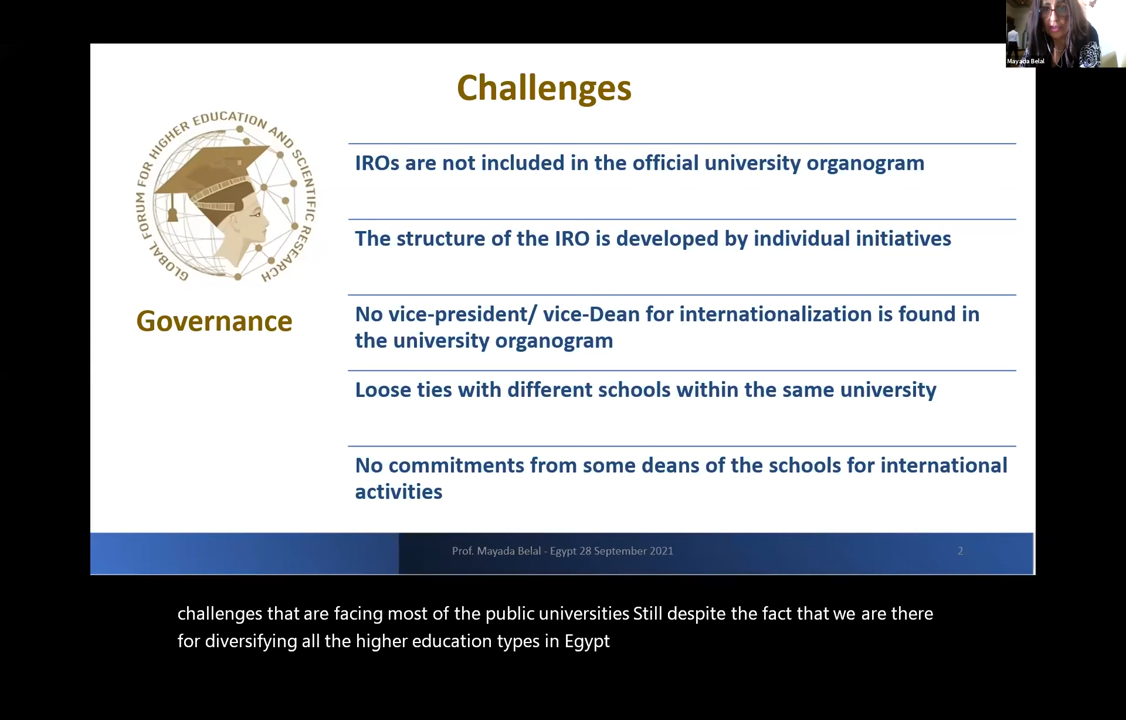 Mayada Belal
Challenges
GLOBAL FORUM FOR HIGHER EDUCATION AND SCIENTIFIC RESEARCH
Governance
IROs are not included in the official university organogram
The structure of the IRO is developed by individual initiatives
No vice-president/ vice-Dean for internationalization is found in
the university organogram
Loose ties with different schools within the same university
No commitments from some deans of the schools for international
activities
Prof. Mayada Belal - Egypt 28 September 2021
2
challenges that are facing most of the public universities Still despite the fact that we are there
for diversifying all the higher education types in Egypt